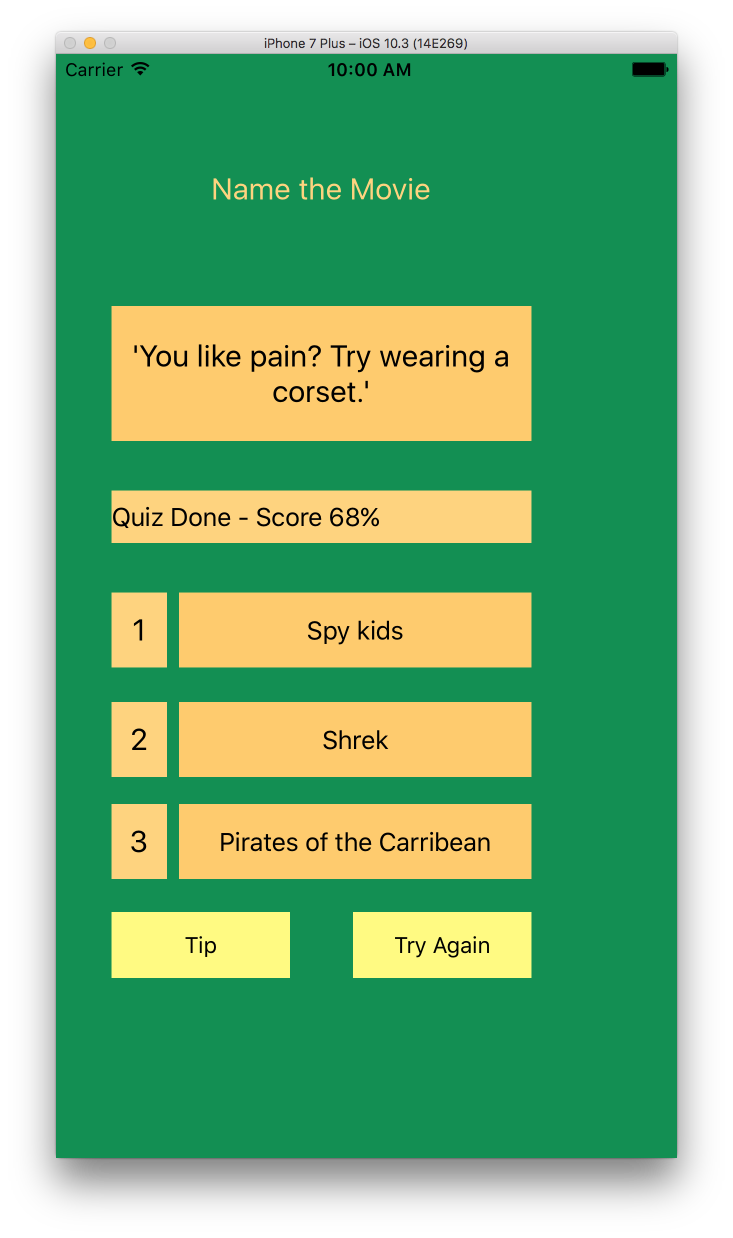 iPhone 7 Plus – iOS 10.3 (14E269)
Carrier 10:00 AM
Name the Movie
'You like pain? Try wearing a
corset.'
Quiz Done - Score 68%
1 Spy kids
2 Shrek
3 Pirates of the Carribean
Tip Try Again